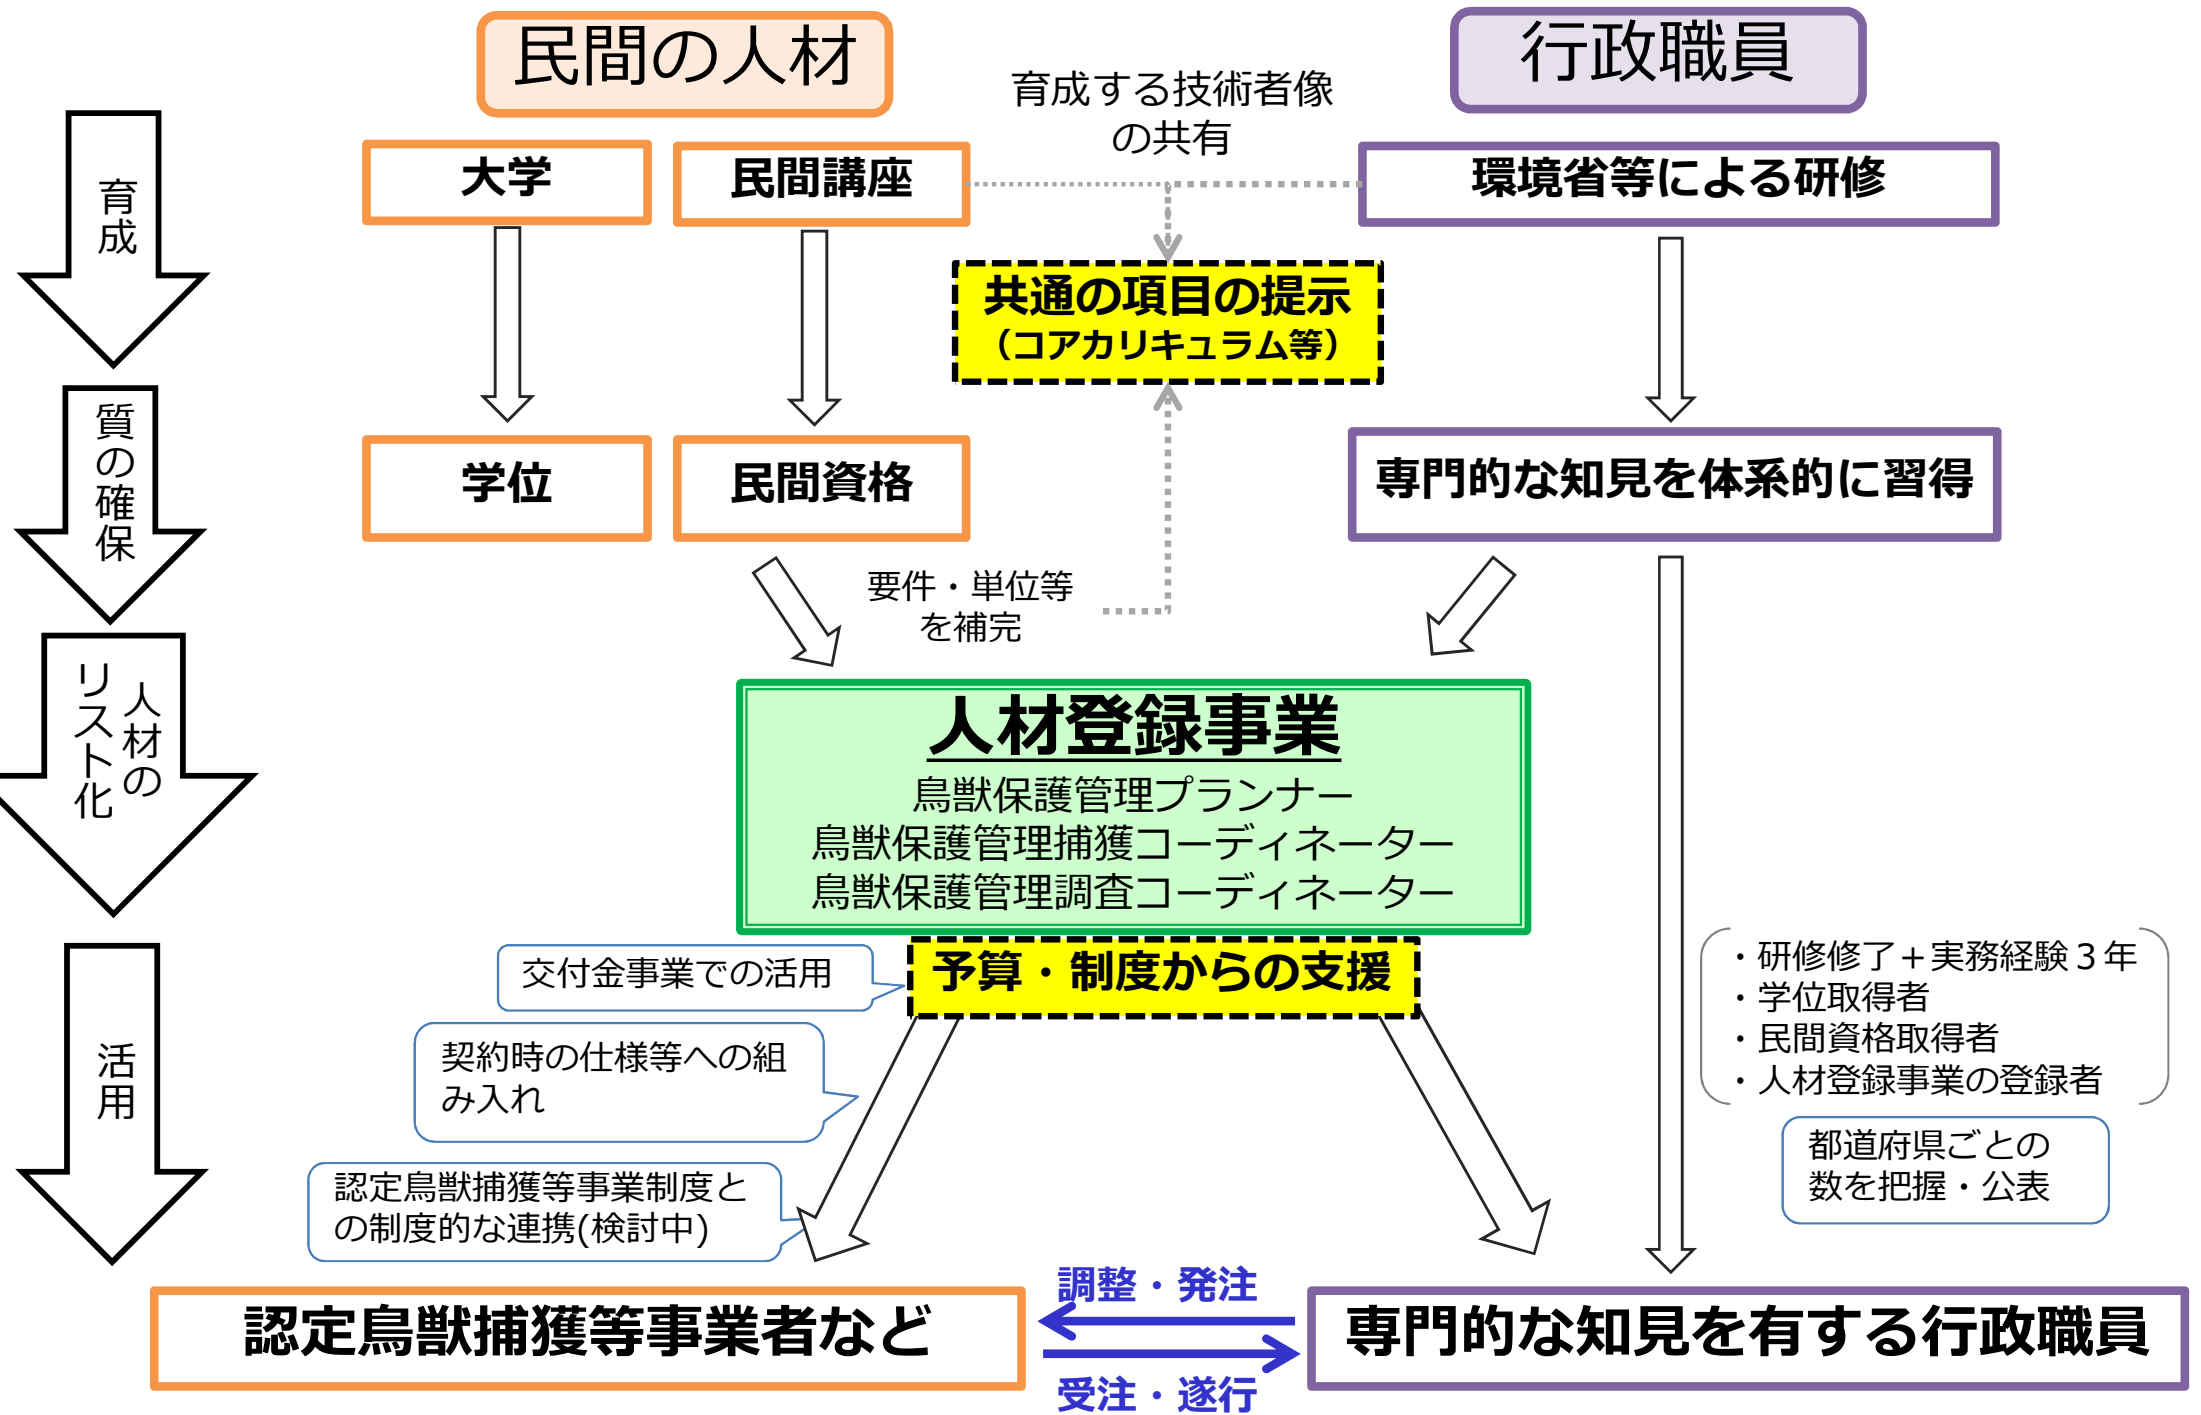 民間の人材
行政職員
育成する技術者像
の共有
育成
大学
民間講座
環境省等による研修
共通の項目の提示
（コアカリキュラム等）
質の確保
学位
民間資格
専門的な知見を体系的に習得
要件・単位等
を補完
人材の
リスト化
人材登録事業
鳥獣保護管理プランナー
鳥獣保護管理捕獲コーディネーター
鳥獣保護管理調査コーディネーター
活用
交付金事業での活用
予算・制度からの支援
契約時の仕様等への組
み入れ
認定鳥獣捕獲等事業制度と
の制度的な連携(検討中)
・研修修了＋実務経験３年
・学位取得者
・民間資格取得者
・人材登録事業の登録者
都道府県ごとの
数を把握・公表
認定鳥獣捕獲等事業者など
調整・発注
受注・遂行
専門的な知見を有する行政職員